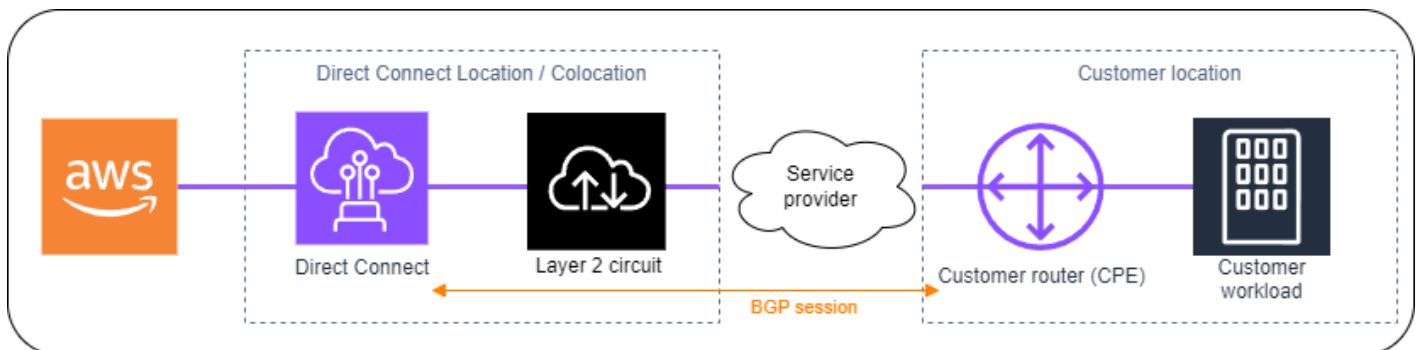 Direct Connect Location / Colocation
Customer location
aws
Service
provider
Direct Connect
Layer 2 circuit
Customer router (CPE)
Customer
workload
BGP session